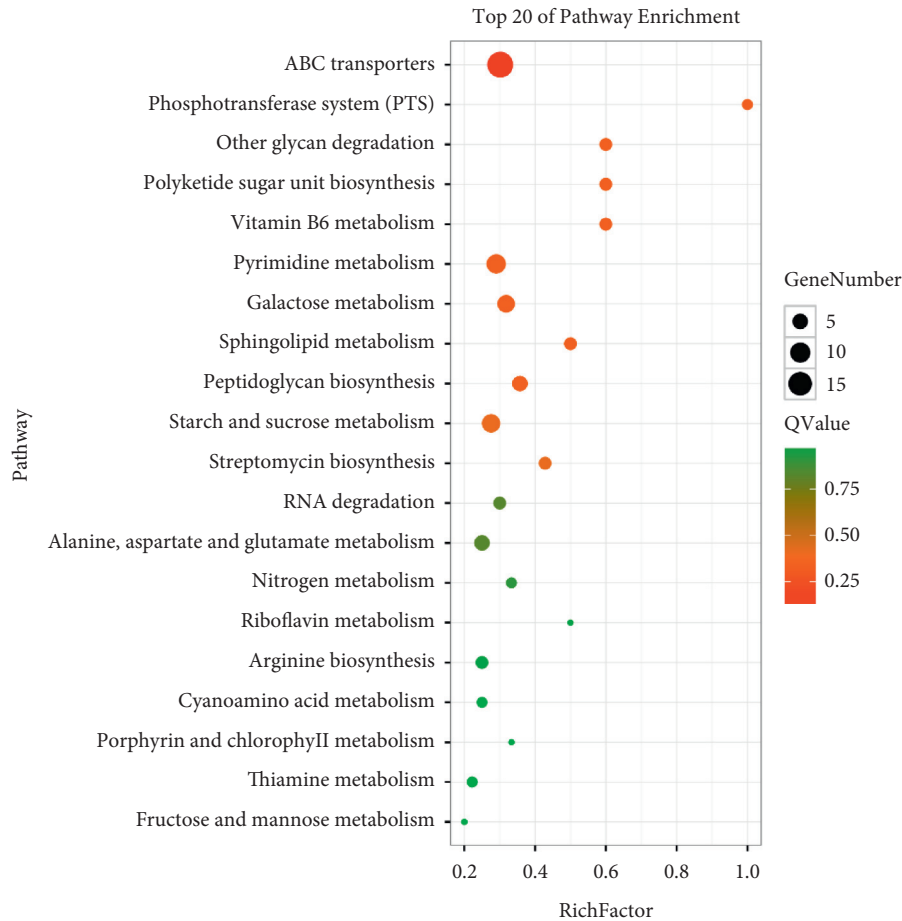 Top 20 of Pathway Enrichment
ABC transporters
Phosphotransferase system (PTS)
Other glycan degradation
Polyketide sugar unit biosynthesis
Vitamin B6 metabolism
Pyrimidine metabolism
Galactose metabolism
Sphingolipid metabolism
Peptidoglycan biosynthesis
Starch and sucrose metabolism
Streptomycin biosynthesis
RNA degradation
Alanine, aspartate and glutamate metabolism
Nitrogen metabolism
Riboflavin metabolism
Arginine biosynthesis
Cyanoamino acid metabolism
Porphyrin and chlorophyII metabolism
Thiamine metabolism
Fructose and mannose metabolism
Pathway
0.2 0.4 0.6 0.8 1.0
RichFactor
GeneNumber
5
10
15
QValue
0.75
0.50
0.25